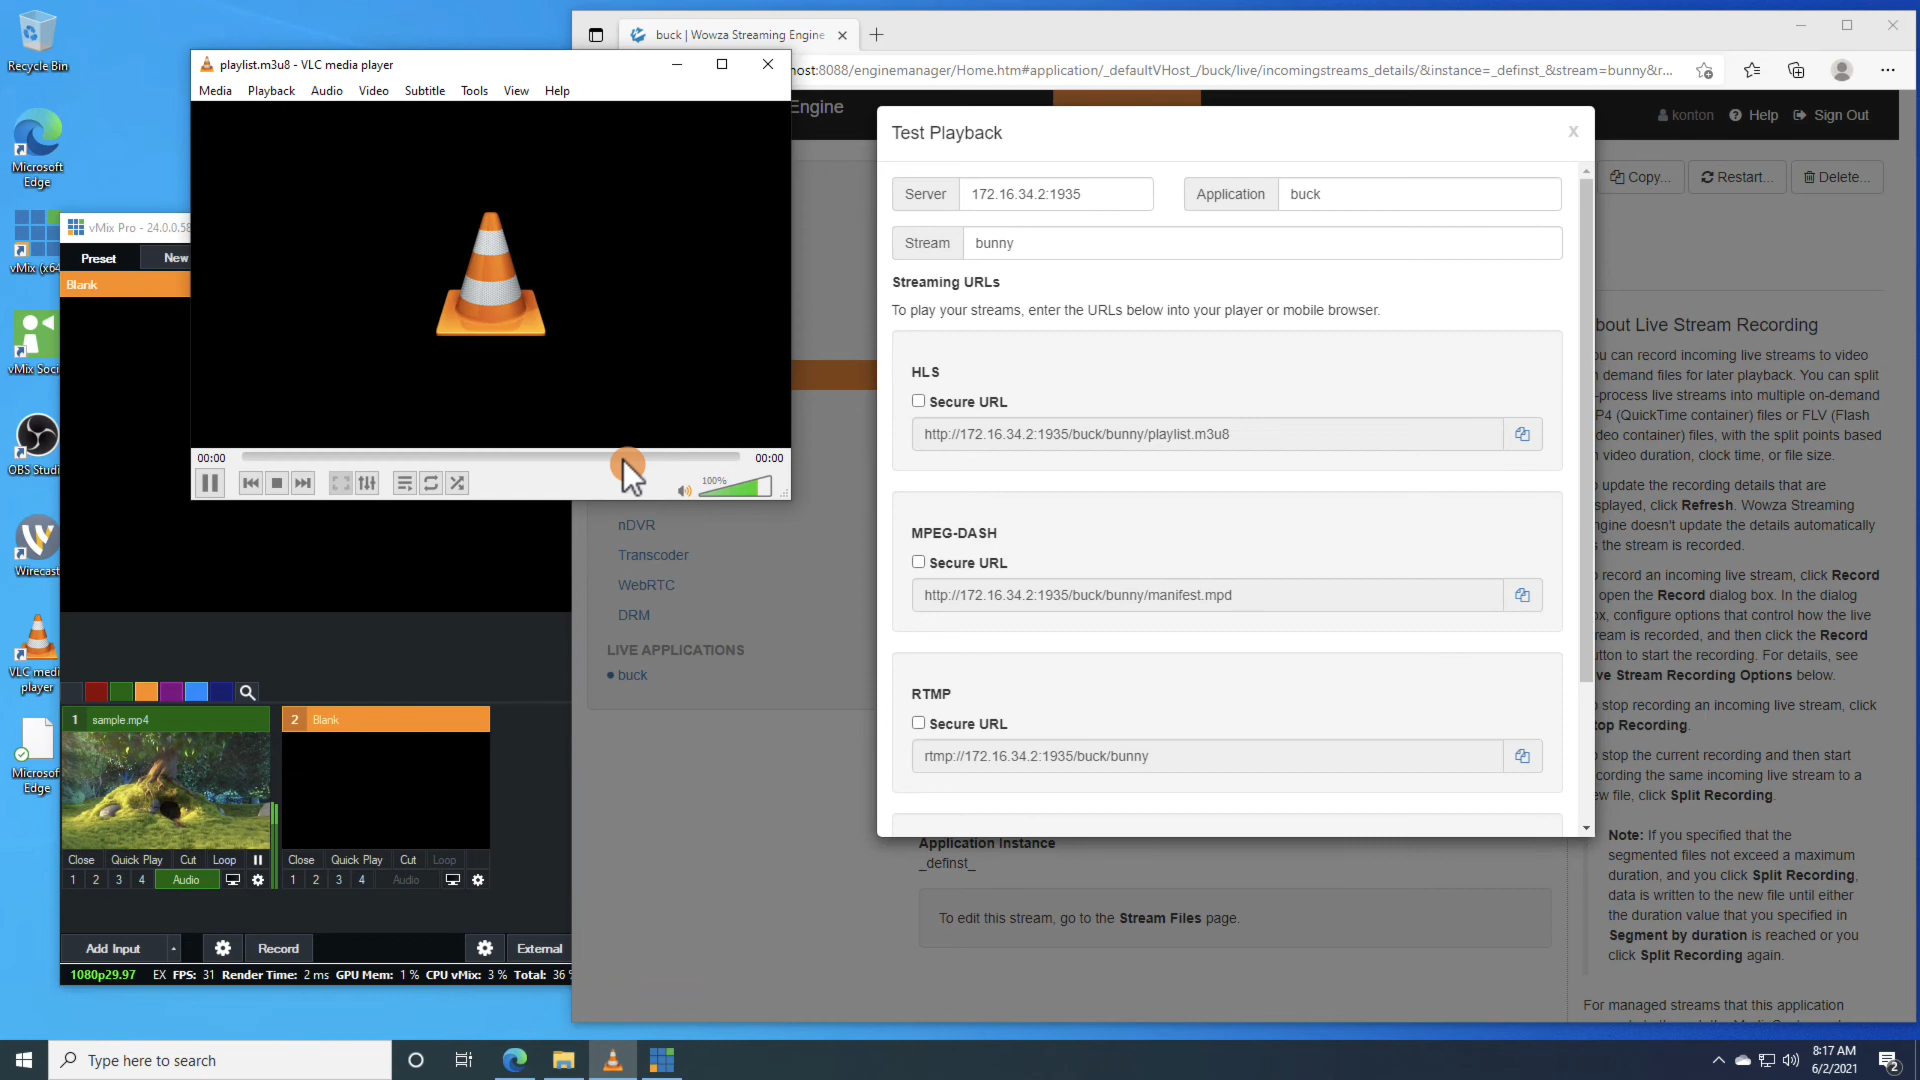 Recycle Bin
Microsoft
Edge
vMix (x64
vMix Soci
OBS Studi
Wirecast
VLC medi
player
Microsof
Edge
playlist.m3u8 - VLC media player
Media Playback Audio Video Subtitle Tools View Help
00:00 00:00
100%
vMix Pro - 24.0.0.58
Preset New
Blank
1 sample.mp4
2 Blank
Close Quick Play Cut Loop
1 2 3 4 Audio
Close Quick Play Cut Loop
1 2 3 4 Audio
Add Input Record External
1080p29.97 EX FPS: 31 Render Time: 2 ms GPU Mem: 1 % CPU vMix: 3 % Total: 36 %
buck | Wowza Streaming Engine
ost:8088/enginemanager/Home.htm#application/_defaultVHost_/buck/live/incomingstreams_details/&instance=_definst_&stream=bunny&r...
Engine
konton Help Sign Out
Copy... Restart... Delete...
nDVR
Transcoder
WebRTC
DRM
LIVE APPLICATIONS
buck
Test Playback
x
Server 172.16.34.2:1935
Application buck
Stream bunny
Streaming URLs
To play your streams, enter the URLs below into your player or mobile browser.
HLS
Secure URL
http://172.16.34.2:1935/buck/bunny/playlist.m3u8
MPEG-DASH
Secure URL
http://172.16.34.2:1935/buck/bunny/manifest.mpd
RTMP
Secure URL
rtmp://172.16.34.2:1935/buck/bunny
Application Instance
_definst_
To edit this stream, go to the Stream Files page.
bout Live Stream Recording
u can record incoming live streams to video
demand files for later playback. You can split
-process live streams into multiple on-demand
P4 (QuickTime container) files or FLV (Flash
deo container) files, with the split points based
video duration, clock time, or file size.
update the recording details that are
splayed, click Refresh. Wowza Streaming
ngine doesn't update the details automatically
s the stream is recorded.
record an incoming live stream, click Record
open the Record dialog box. In the dialog
ox, configure options that control how the live
ream is recorded, and then click the Record
utton to start the recording. For details, see
ve Stream Recording Options below.
stop recording an incoming live stream, click
top Recording.
stop the current recording and then start
cording the same incoming live stream to a
ew file, click Split Recording.
Note: If you specified that the
segmented files not exceed a maximum
duration, and you click Split Recording,
data is written to the new file until either
the duration value that you specified in
Segment by duration is reached or you
click Split Recording again.
For managed streams that this application
Type here to search
8:17 AM
6/2/2021
2